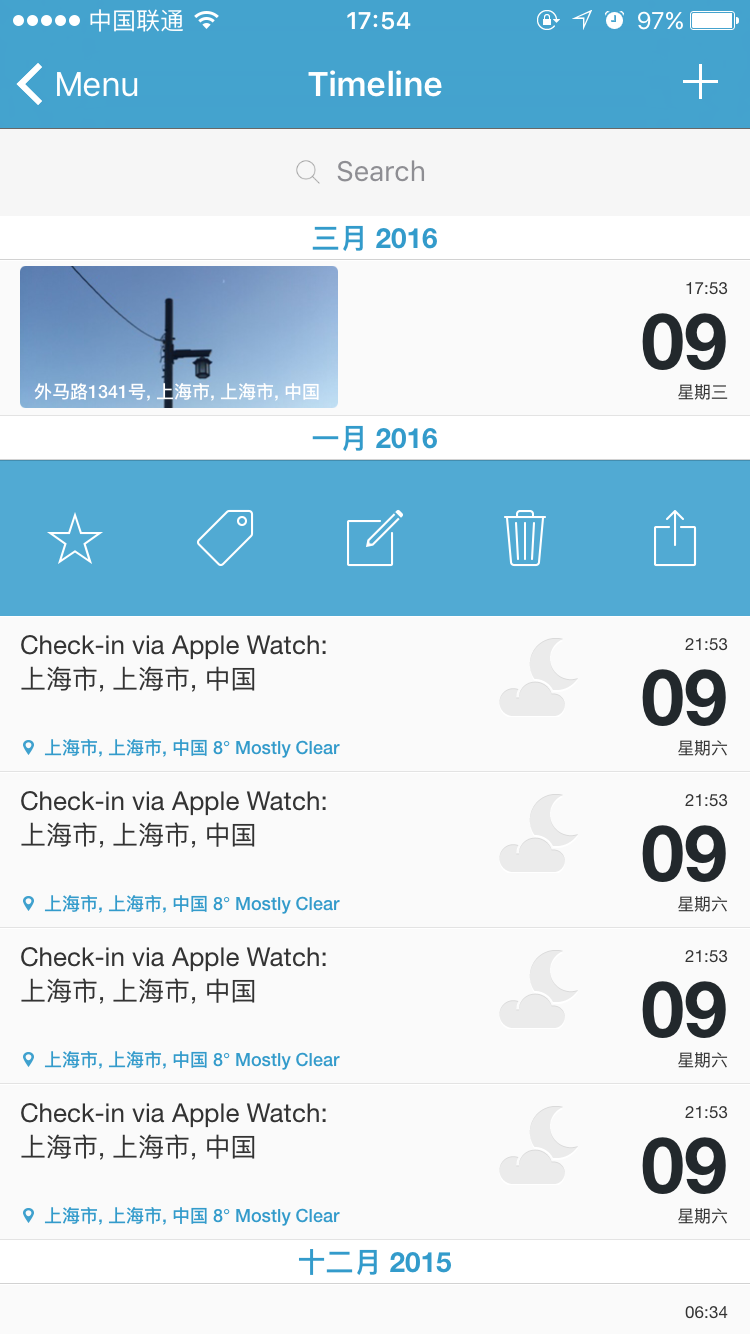 中国联通 17:54 97%
Menu Timeline
Search
三月 2016
17:53
09
外马路1341号, 上海市, 上海市, 中国
星期三
一月 2016
Check-in via Apple Watch:
上海市, 上海市, 中国
21:53
09
上海市, 上海市, 中国 8° Mostly Clear
星期六
Check-in via Apple Watch:
上海市, 上海市, 中国
21:53
09
上海市, 上海市, 中国 8° Mostly Clear
星期六
Check-in via Apple Watch:
上海市, 上海市, 中国
21:53
09
上海市, 上海市, 中国 8° Mostly Clear
星期六
Check-in via Apple Watch:
上海市, 上海市, 中国
21:53
09
上海市, 上海市, 中国 8° Mostly Clear
星期六
十二月 2015
06:34